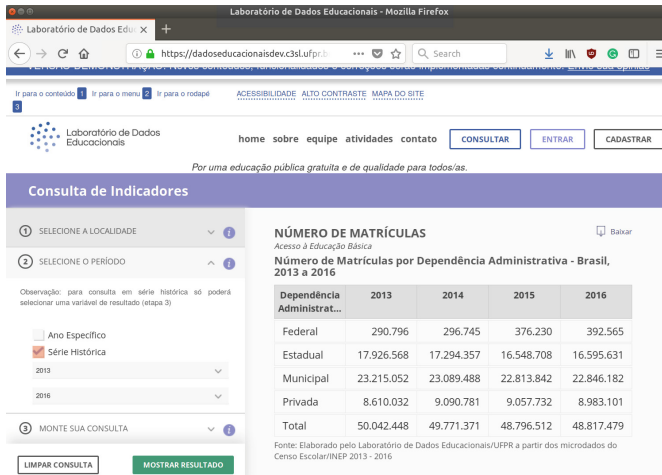 Laboratório de Dados Educacionais - Mozilla Firefox
Laboratório de Dados Educ
https://dadoseducacionaisdev.c3sl.ufpr.b
Search
Ir para o conteúdo 1 Ir para o menu 2 Ir para o rodapé 3
ACESSIBILIDADE ALTO CONTRASTE MAPA DO SITE
Laboratório de Dados
Educacionais
home sobre equipe atividades contato CONSULTAR ENTRAR CADASTRAR
Por uma educação pública gratuita e de qualidade para todos/as.
Consulta de Indicadores
1 SELECIONE A LOCALIDADE
2 SELECIONE O PERÍODO
Observação: para consulta em série histórica só poderá
selecionar uma variável de resultado (etapa 3)
Ano Específico
Série Histórica
2013
2016
3 MONTE SUA CONSULTA
LIMPAR CONSULTA MOSTRAR RESULTADO
NÚMERO DE MATRÍCULAS
Baixar
Acesso à Educação Básica
Número de Matrículas por Dependência Administrativa - Brasil,
2013 a 2016
Dependência Administrat... 2013 2014 2015 2016
Federal 290.796 296.745 376.230 392.565
Estadual 17.926.568 17.294.357 16.548.708 16.595.631
Municipal 23.215.052 23.089.488 22.813.842 22.846.182
Privada 8.610.032 9.090.781 9.057.732 8.983.101
Total 50.042.448 49.771.371 48.796.512 48.817.479
Fonte: Elaborado pelo Laboratório de Dados Educacionais/UFPR a partir dos microdados do
Censo Escolar/INEP 2013 - 2016